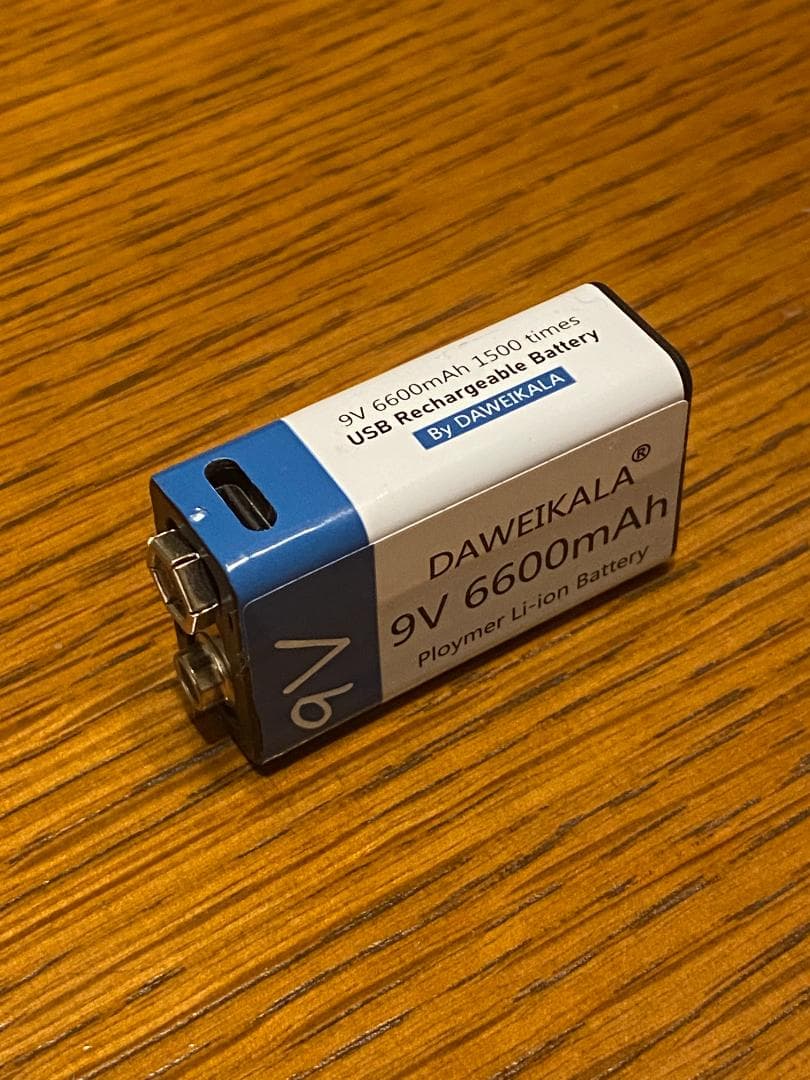 9V 6600mAh 1500 times
USB Rechargeable Battery
By DAWEIKALA
DAWEIKALA®
9V 6600mAh
Ploymer Li-ion Battery
9V